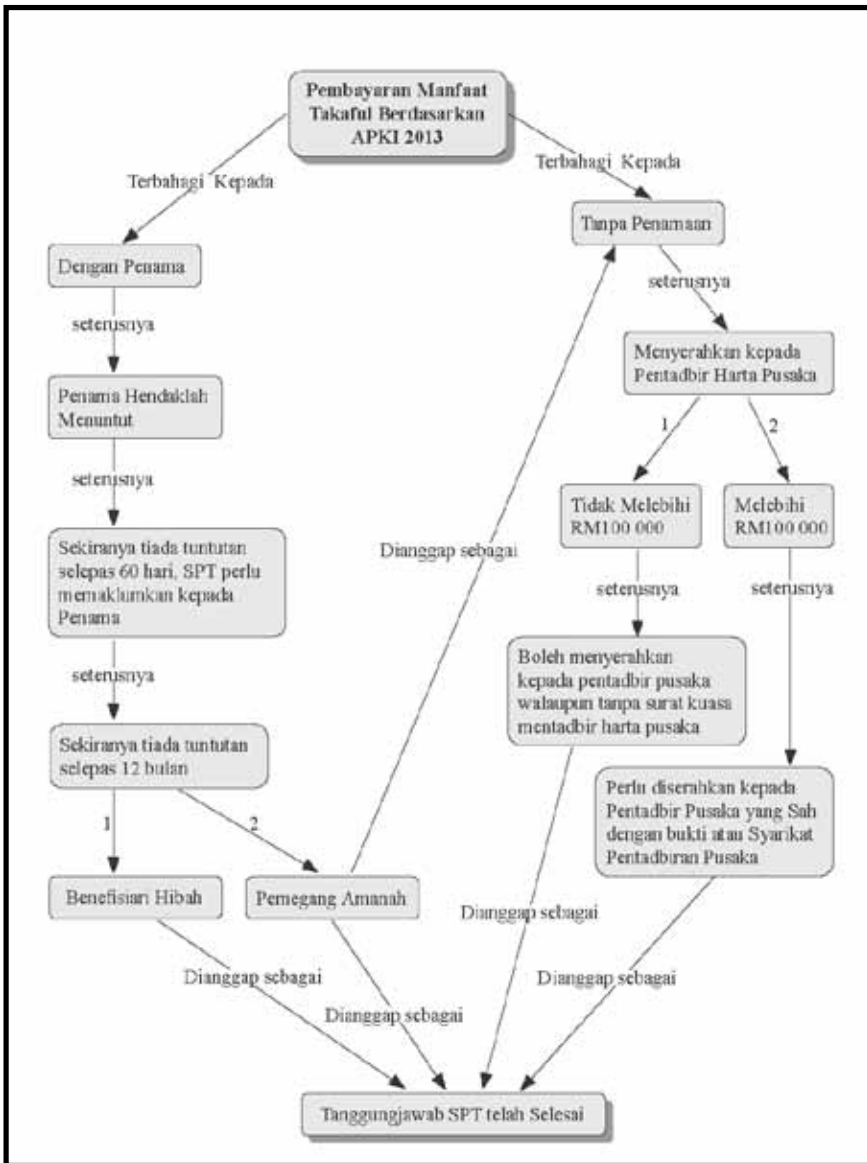 Pembayaran Manfaat
Takaful Berdasarkan
APKI 2013
Terbahagi Kepada
Terbahagi Kepada
Dengan Penama
Tanpa Penamaan
seterusnya
seterusnya
Penama Hendaklah
Menuntut
Menyerahkan kepada
Pentadbir Harta Pusaka
1
2
seterusnya
Tidak Melebihi
RM100 000
Melebihi
RM100 000
Sekiranya tiada tuntutan
selepas 60 hari, SPT perlu
memaklumkan kepada
Penama
Dianggap sebagai
seterusnya
seterusnya
seterusnya
Boleh menyerahkan
kepada pentadbir pusaka
walaupun tanpa surat kuasa
mentadbir harta pusaka
Sekiranya tiada tuntutan
selepas 12 bulan
Perlu diserahkan kepada
Pentadbir Pusaka yang Sah
dengan bukti atau Syarikat
Pentadbiran Pusaka
1
2
Benefisiari Hibah
Pemegang Amanah
Dianggap sebagai
Dianggap sebagai
Dianggap sebagai
Dianggap sebagai
Tanggungjawab SPT telah Selesai